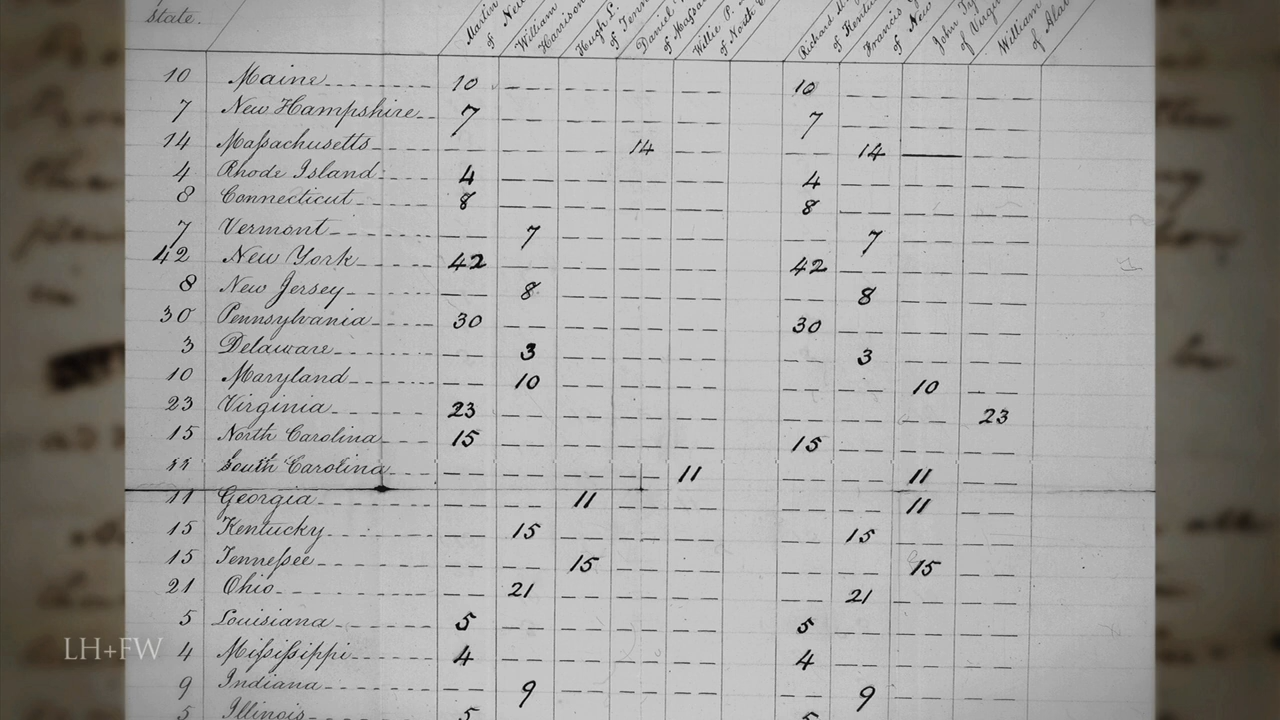 state.
Martin
of New
William
Harrison
Hugh L.
of Tenn
Daniel
of Massa
Willie P.
of North C
Richard M.
of Kentu
Francis
of New
John Ty
of Virgin
William
of Alab
10 Maine 10 10
7 New Hampshire 7 7
14 Maſsachusetts 14 14
4 Rhode Island 4 4
8 Connecticut 8 8
7 Vermont 7 7
42 New York 42 42
8 New Jersey 8 8
30 Pennsylvania 30 30
3 Delaware 3 3
10 Maryland 10 10
23 Virginia 23 23
15 North Carolina 15 15
11 South Carolina 11 11
11 Georgia 11 11
15 Kentucky 15 15
15 Tenneſsee 15 15
21 Ohio 21 21
5 Louisiana 5 5
4 Miſsiſsippi 4 4
9 Indiana 9 9
5 Illinois 5 5
LH+FW